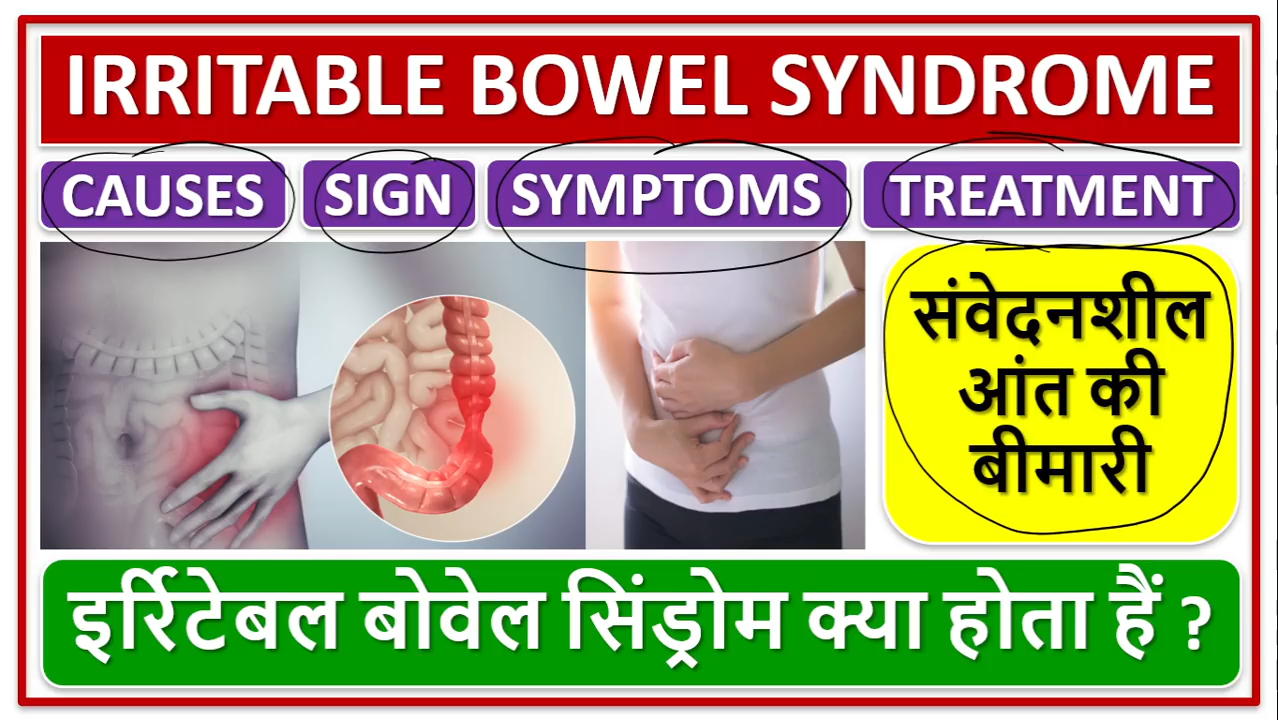 IRRITABLE BOWEL SYNDROME
CAUSES SIGN SYMPTOMS TREATMENT
संवेदनशील
आंत की
बीमारी
इर्रिटेबल बोवेल सिंड्रोम क्या होता हैं ?